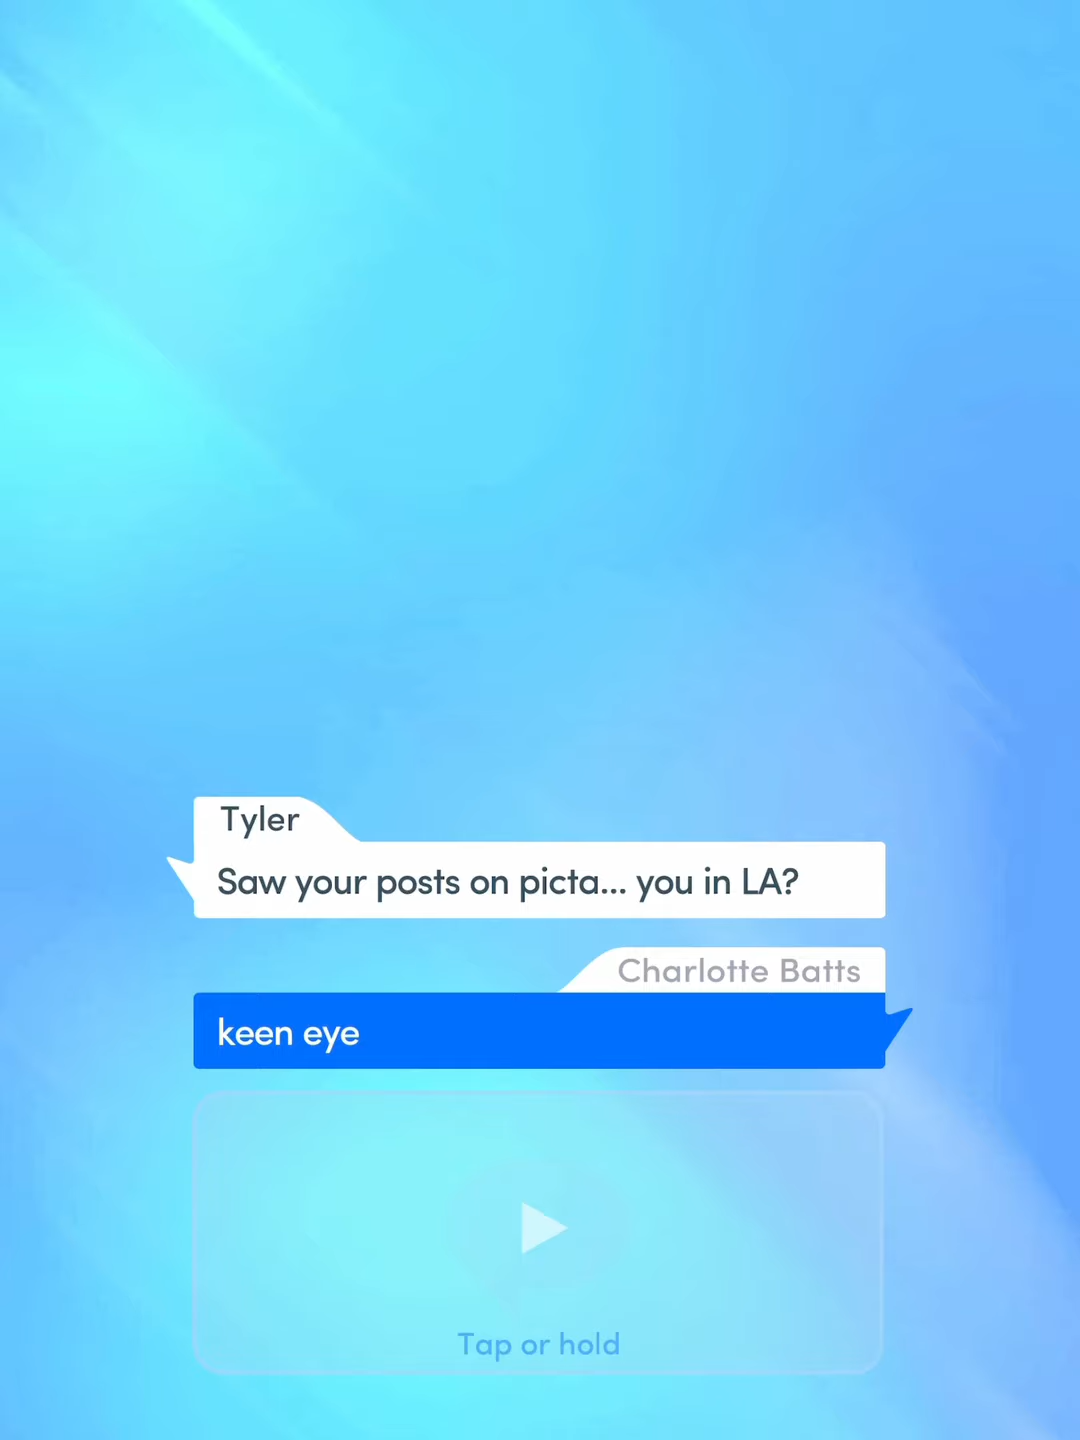 Tyler
Saw your posts on picta... you in LA?
Charlotte Batts
keen eye
Tap or hold